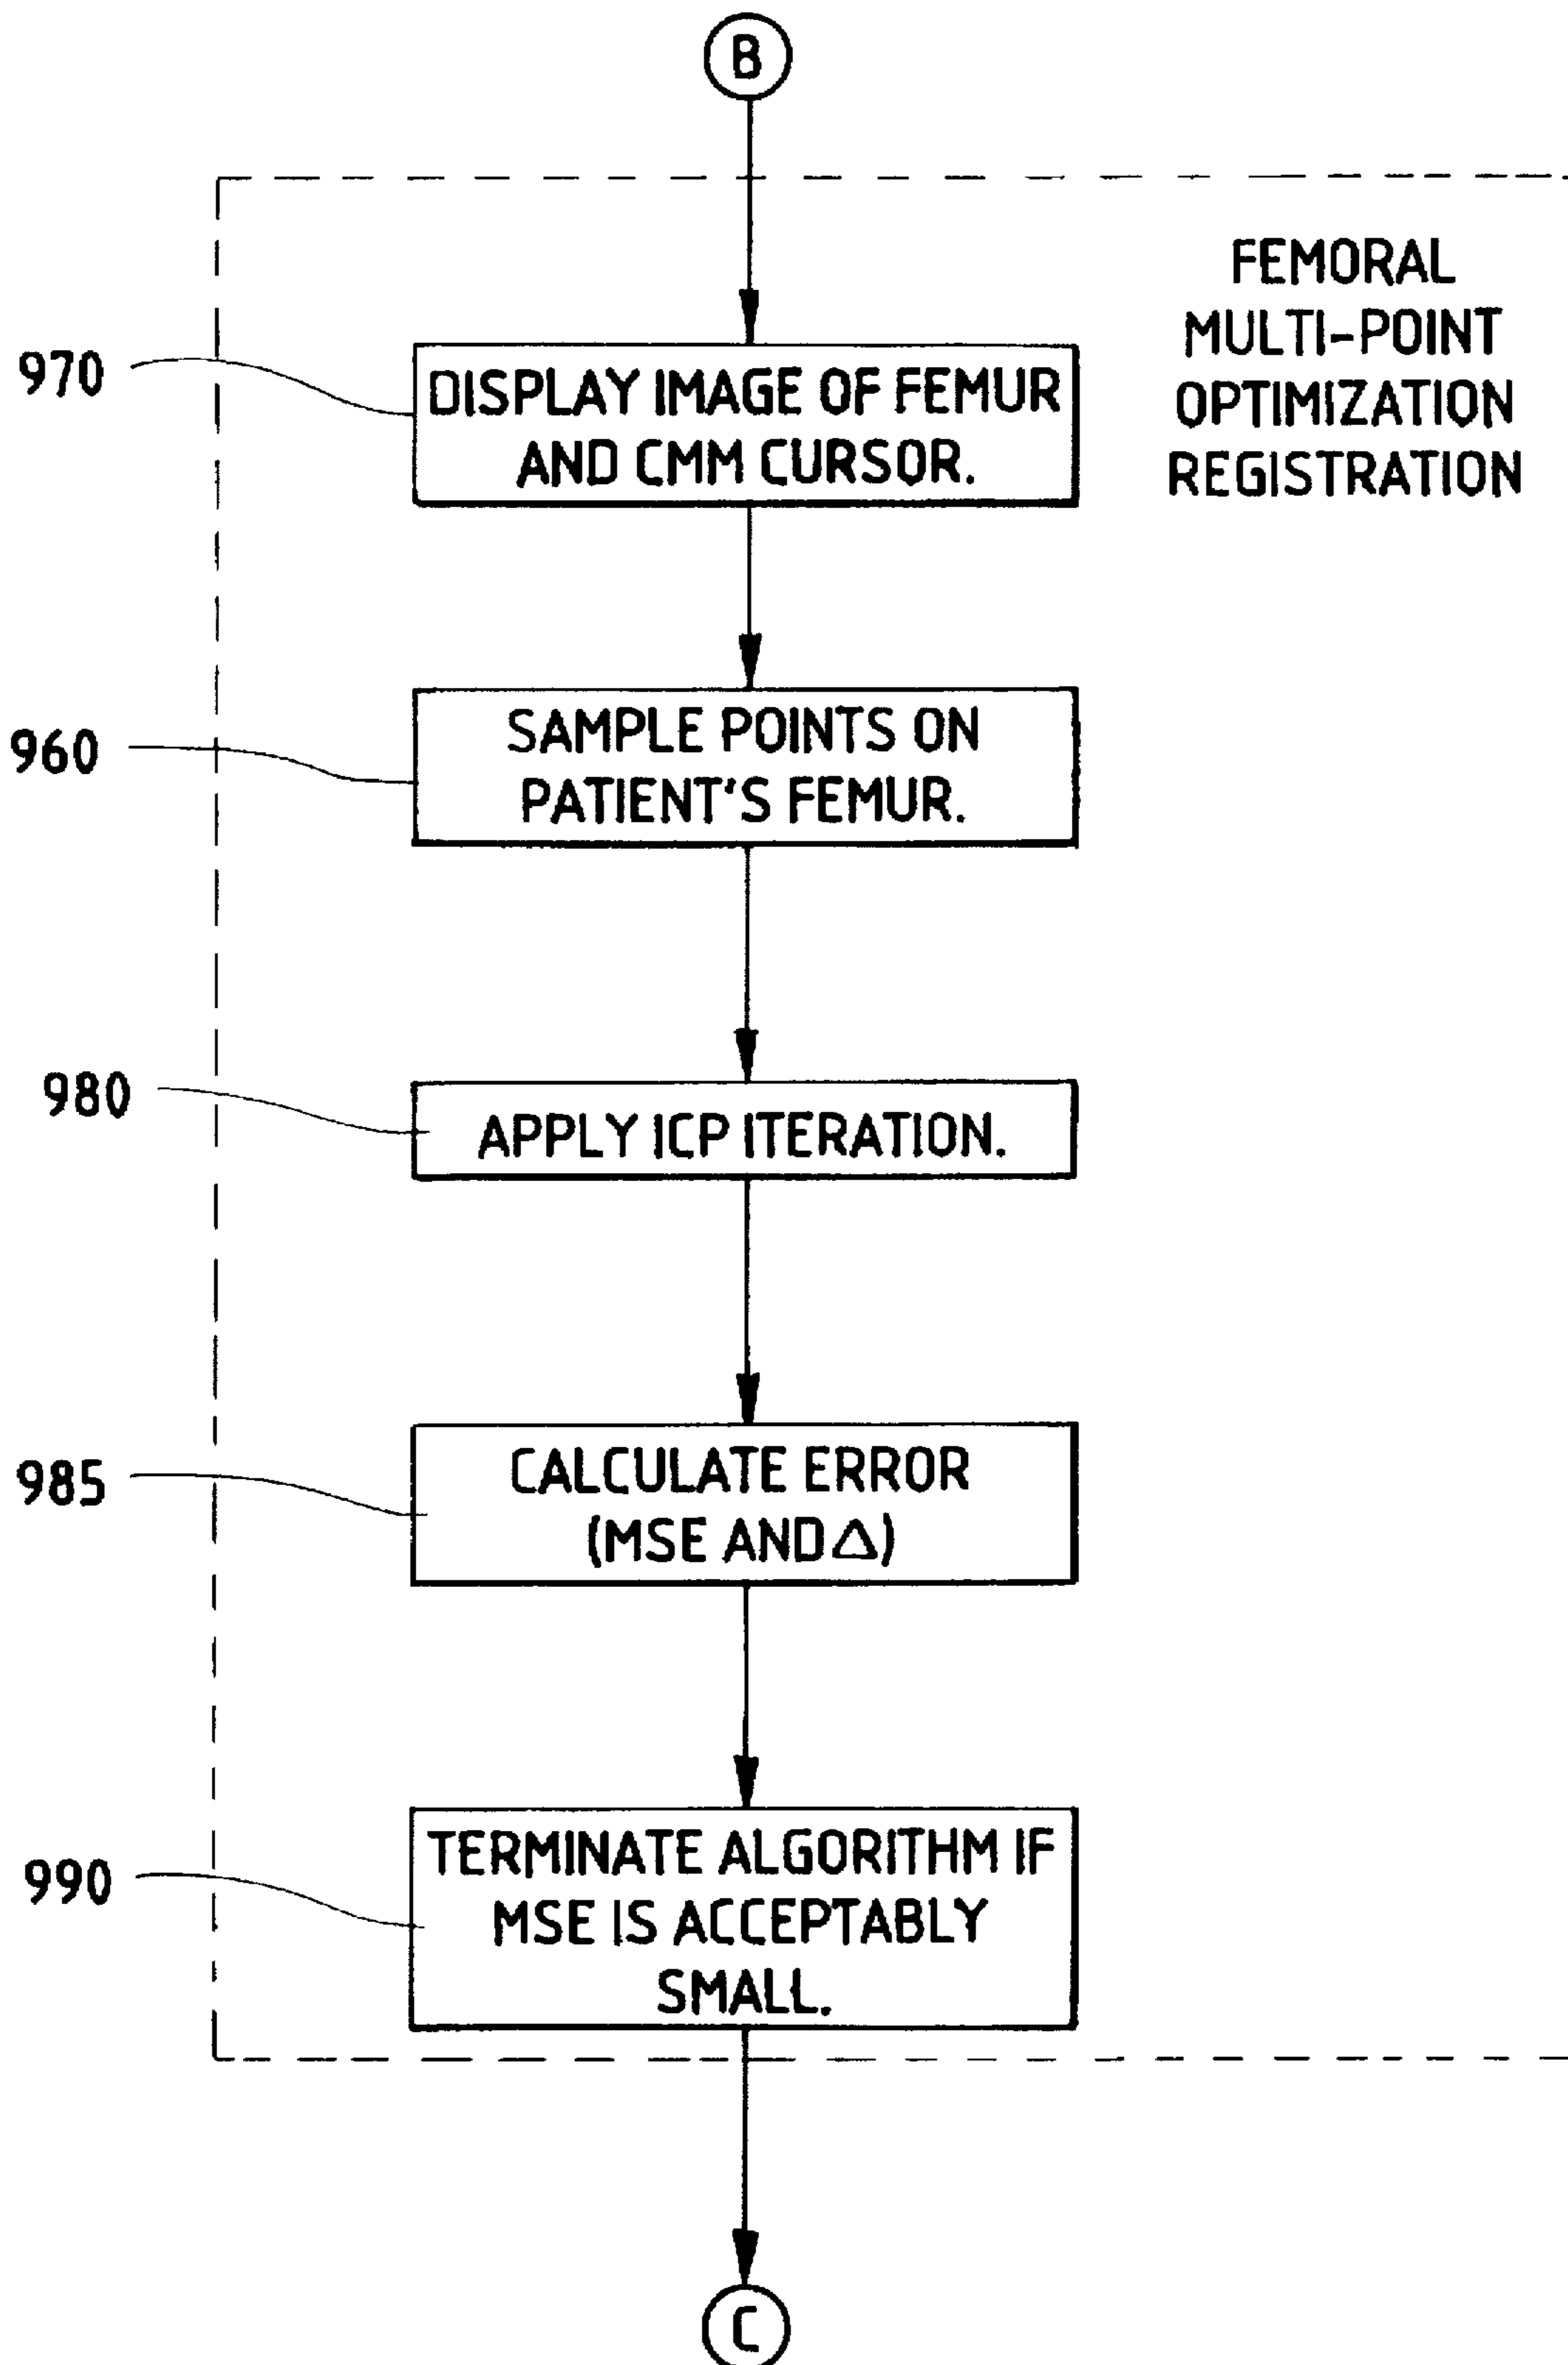 B
FEMORAL
MULTI-POINT
OPTIMIZATION
REGISTRATION
970
DISPLAY IMAGE OF FEMUR
AND CMM CURSOR.
960
SAMPLE POINTS ON
PATIENT'S FEMUR.
980
APPLY ICP ITERATION.
985
CALCULATE ERROR
(MSE AND Δ)
990
TERMINATE ALGORITHM IF
MSE IS ACCEPTABLY
SMALL.
C